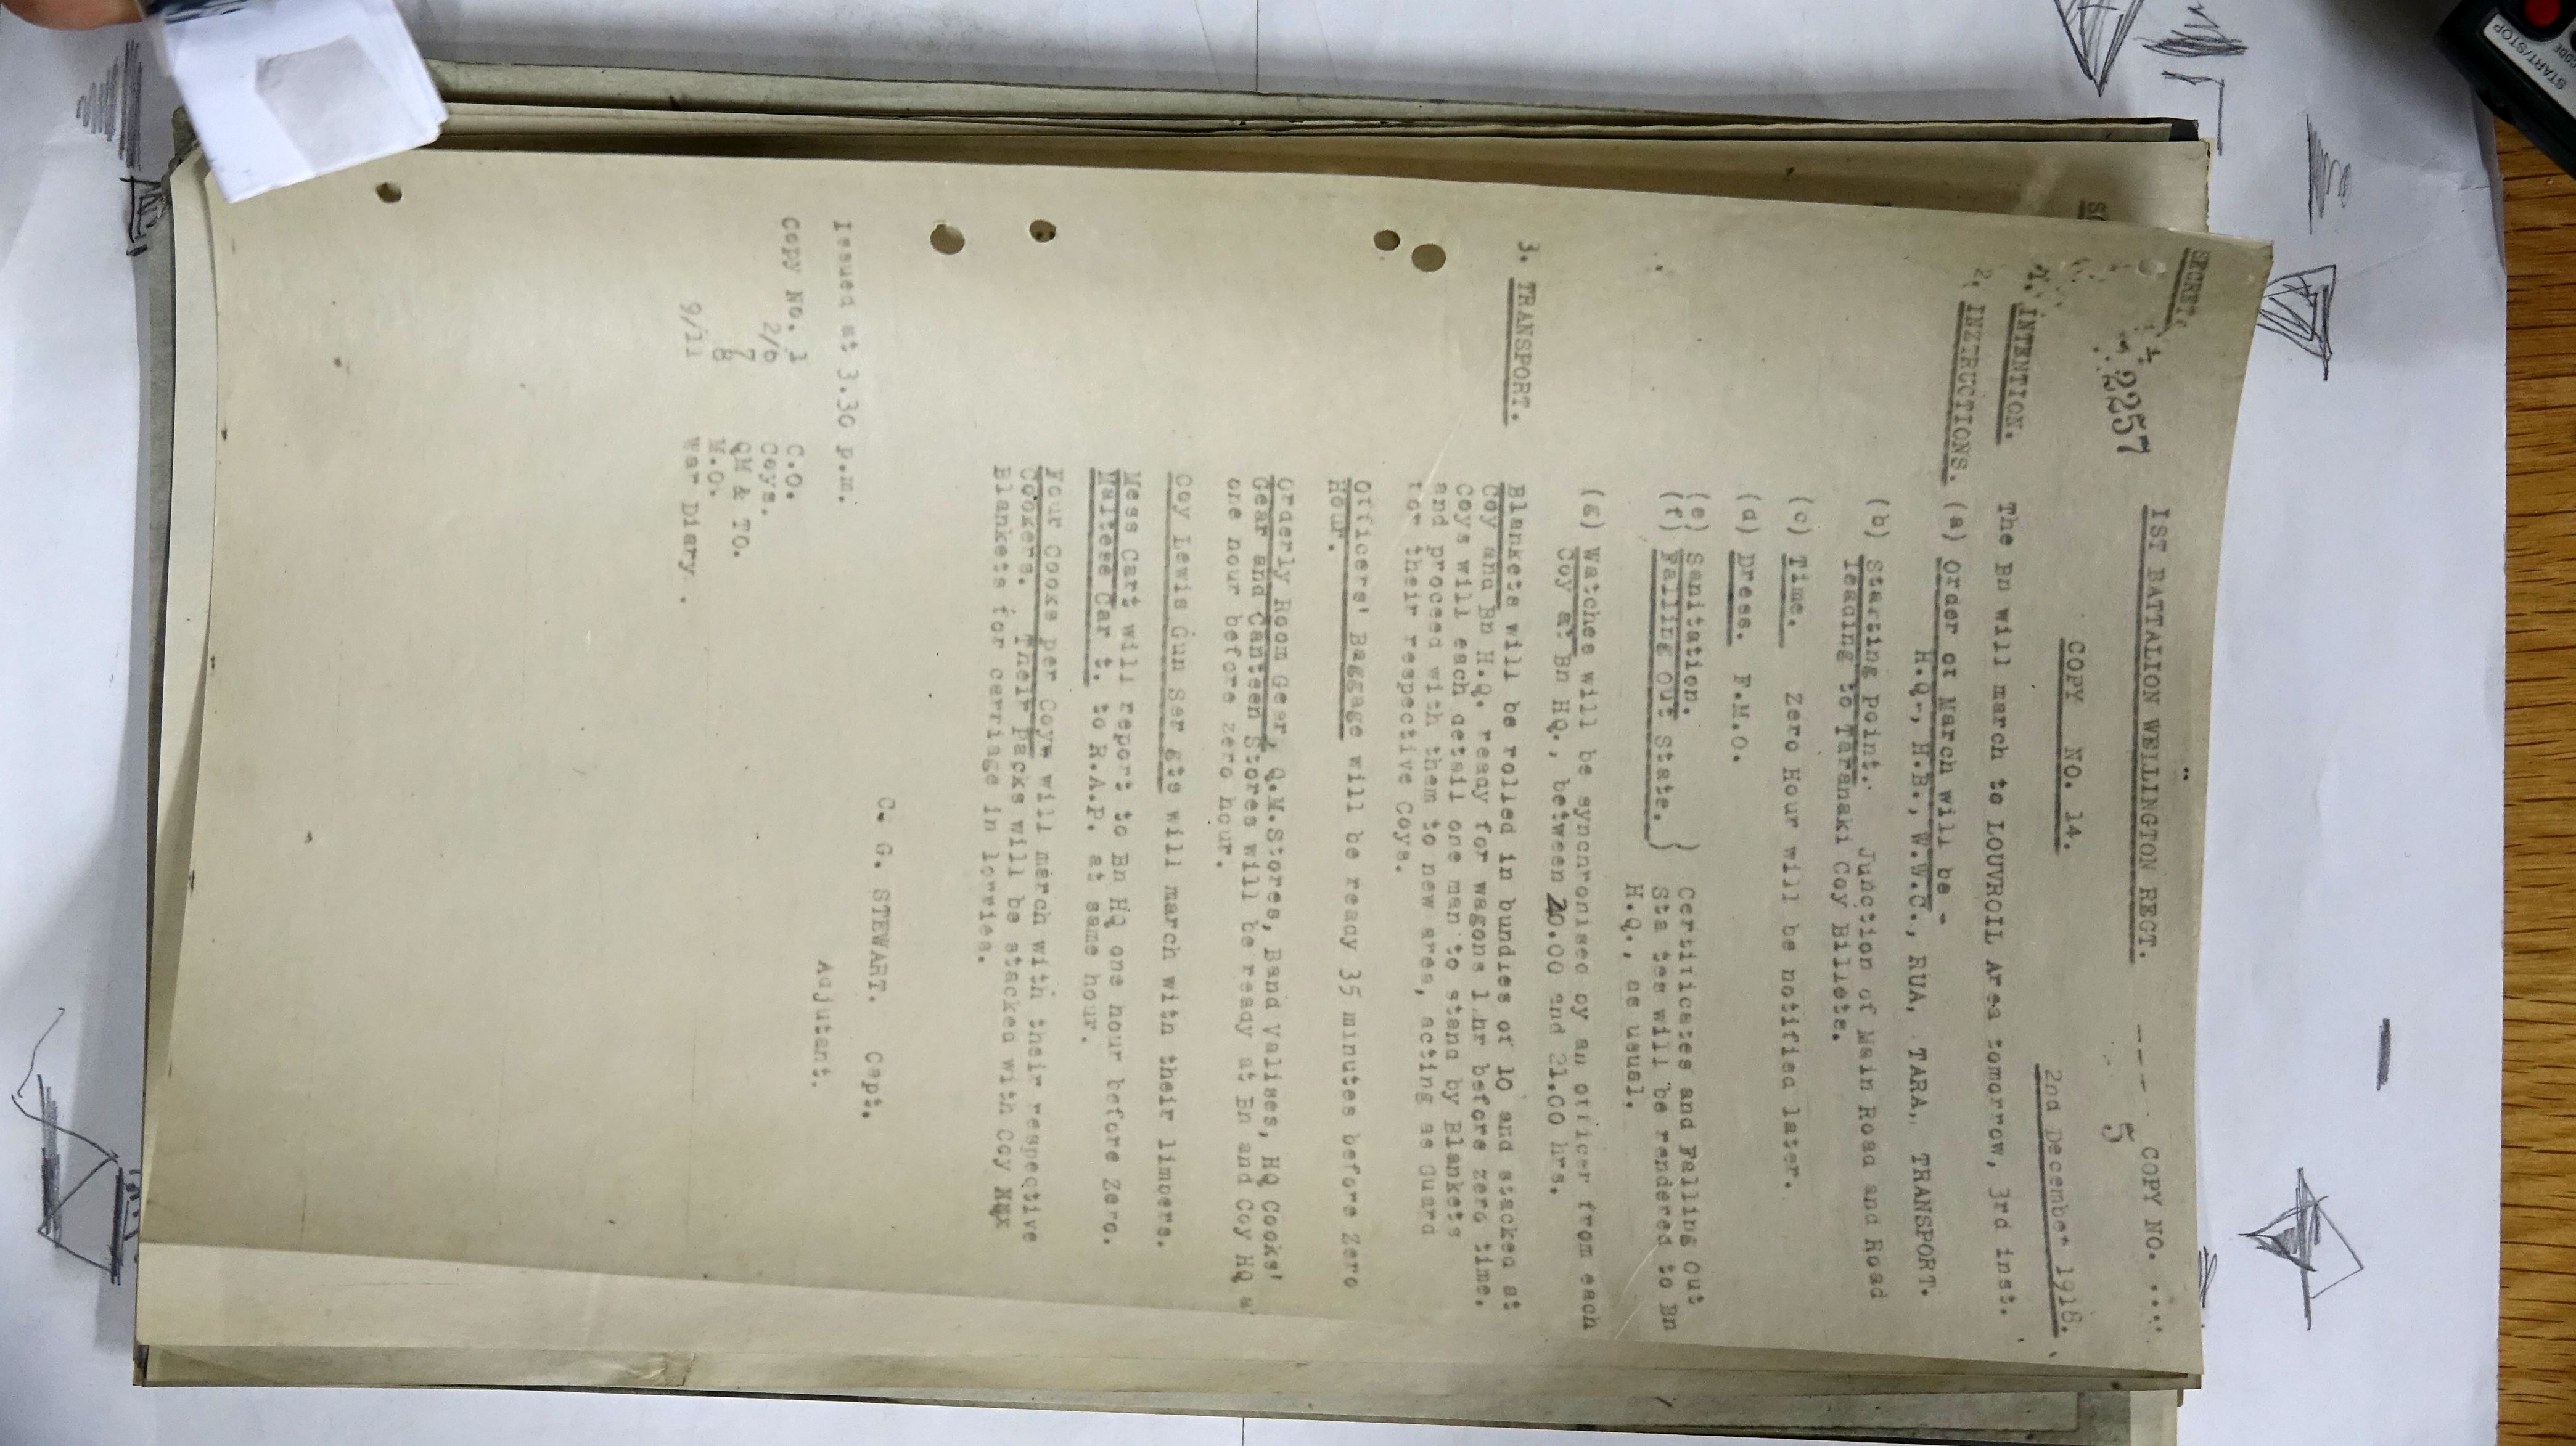 SECRET.
IST BATTALION WELLINGTON REGT. --- COPY NO. ....
2257
5
COPY NO. 14.
2nd December 1918.
1. INTENTION. The Bn will march to LOUVROIL Area tomorrow, 3rd inst.
2. INZTRUCTIONS. (a) Order of March will be -
H.Q., H.B., W.W.C., RUA, TARA, TRANSPORT.
(b) Starting Point. Junction of Main Road and Road
leading to Taranaki Coy Billets.
(c) Time. Zero Hour will be notified later.
(d) Dress. F.M.O.
(e) Sanitation. ) Certificates and Falling Out
(f) Falling Out State. ) Sta tes will be rendered to Bn
H.Q., as usual.
(g) Watches will be syncnronised by an officer from each
Coy at Bn HQ., between 20.00 and 21.00 hrs.
3. TRANSPORT. Blankets will be rolled in bundles of 10 and stacked at
Coy and Bn H.Q. ready for wagons 1 hr before zero time.
Coys will each detail one man to stand by Blankets
and proceed with them to new area, acting as Guard
for their respective Coys.
Officers' Baggage will be ready 35 minutes before Zero
Hour.
Orderly Room Gear, Q.M.Stores, Band Valises, HQ Cooks'
Gear and Canteen Stores will be ready at Bn and Coy HQ a
one hour before zero hour.
Coy Lewis Gun Ser gts will march with their limbers.
Mess Cart will report to Bn HQ one hour before Zero.
Maltese Car t. to R.A.P. at same hour.
Four Cooks per Coy will march with their respective
Cookers. Their packs will be stacked with Coy
Blankets for carriage in lorries.
C. G. STEWART. Capt.
Adjutant.
Issued at 3.30 p.m.
Copy No. 1 C.O.
2/6 Coys.
7 QM & TO.
8 M.O.
9/11 War Diary.
START/STOP